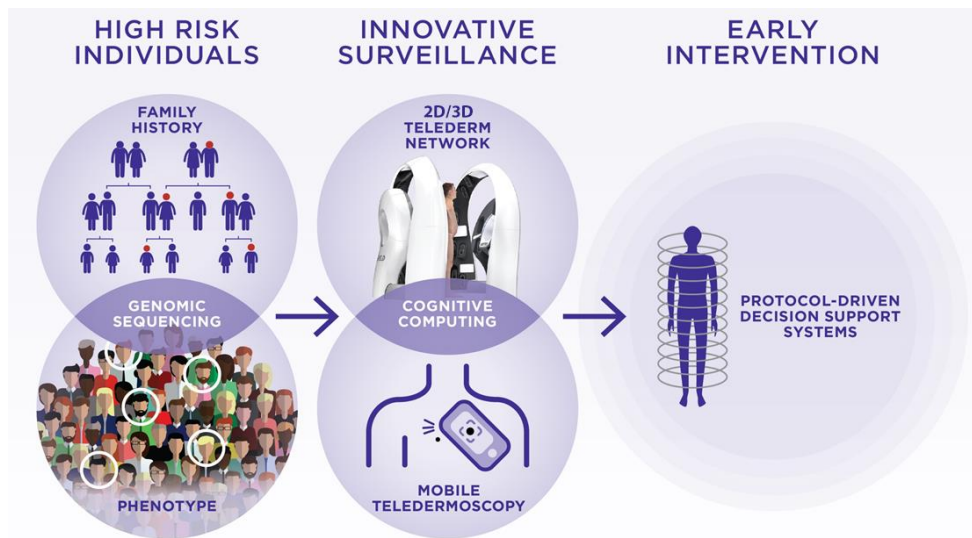 HIGH RISK
INDIVIDUALS
INNOVATIVE
SURVEILLANCE
EARLY
INTERVENTION
FAMILY
HISTORY
GENOMIC
SEQUENCING
PHENOTYPE
2D/3D
TELEDERM
NETWORK
COGNITIVE
COMPUTING
MOBILE
TELEDERMOSCOPY
PROTOCOL-DRIVEN
DECISION SUPPORT
SYSTEMS